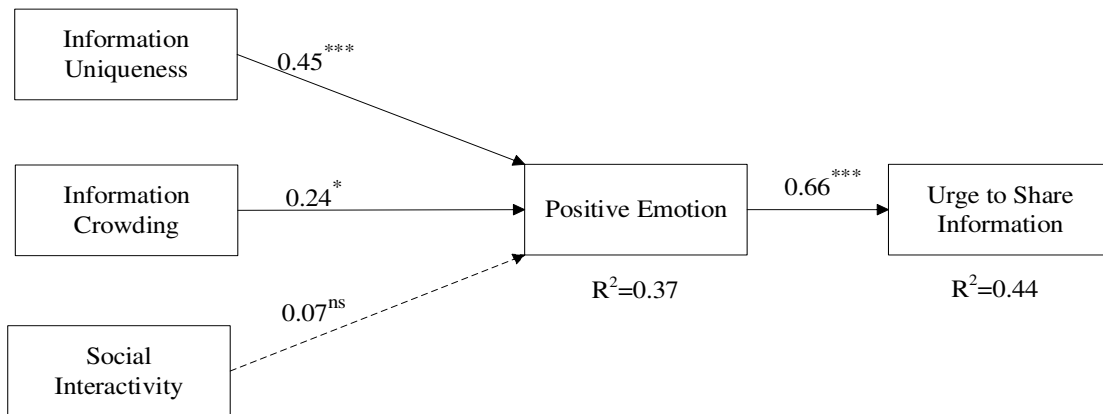 Information
Uniqueness
0.45***
Information
Crowding
0.24*
Social
Interactivity
0.07ns
Positive Emotion
R2=0.37
0.66***
Urge to Share
Information
R2=0.44